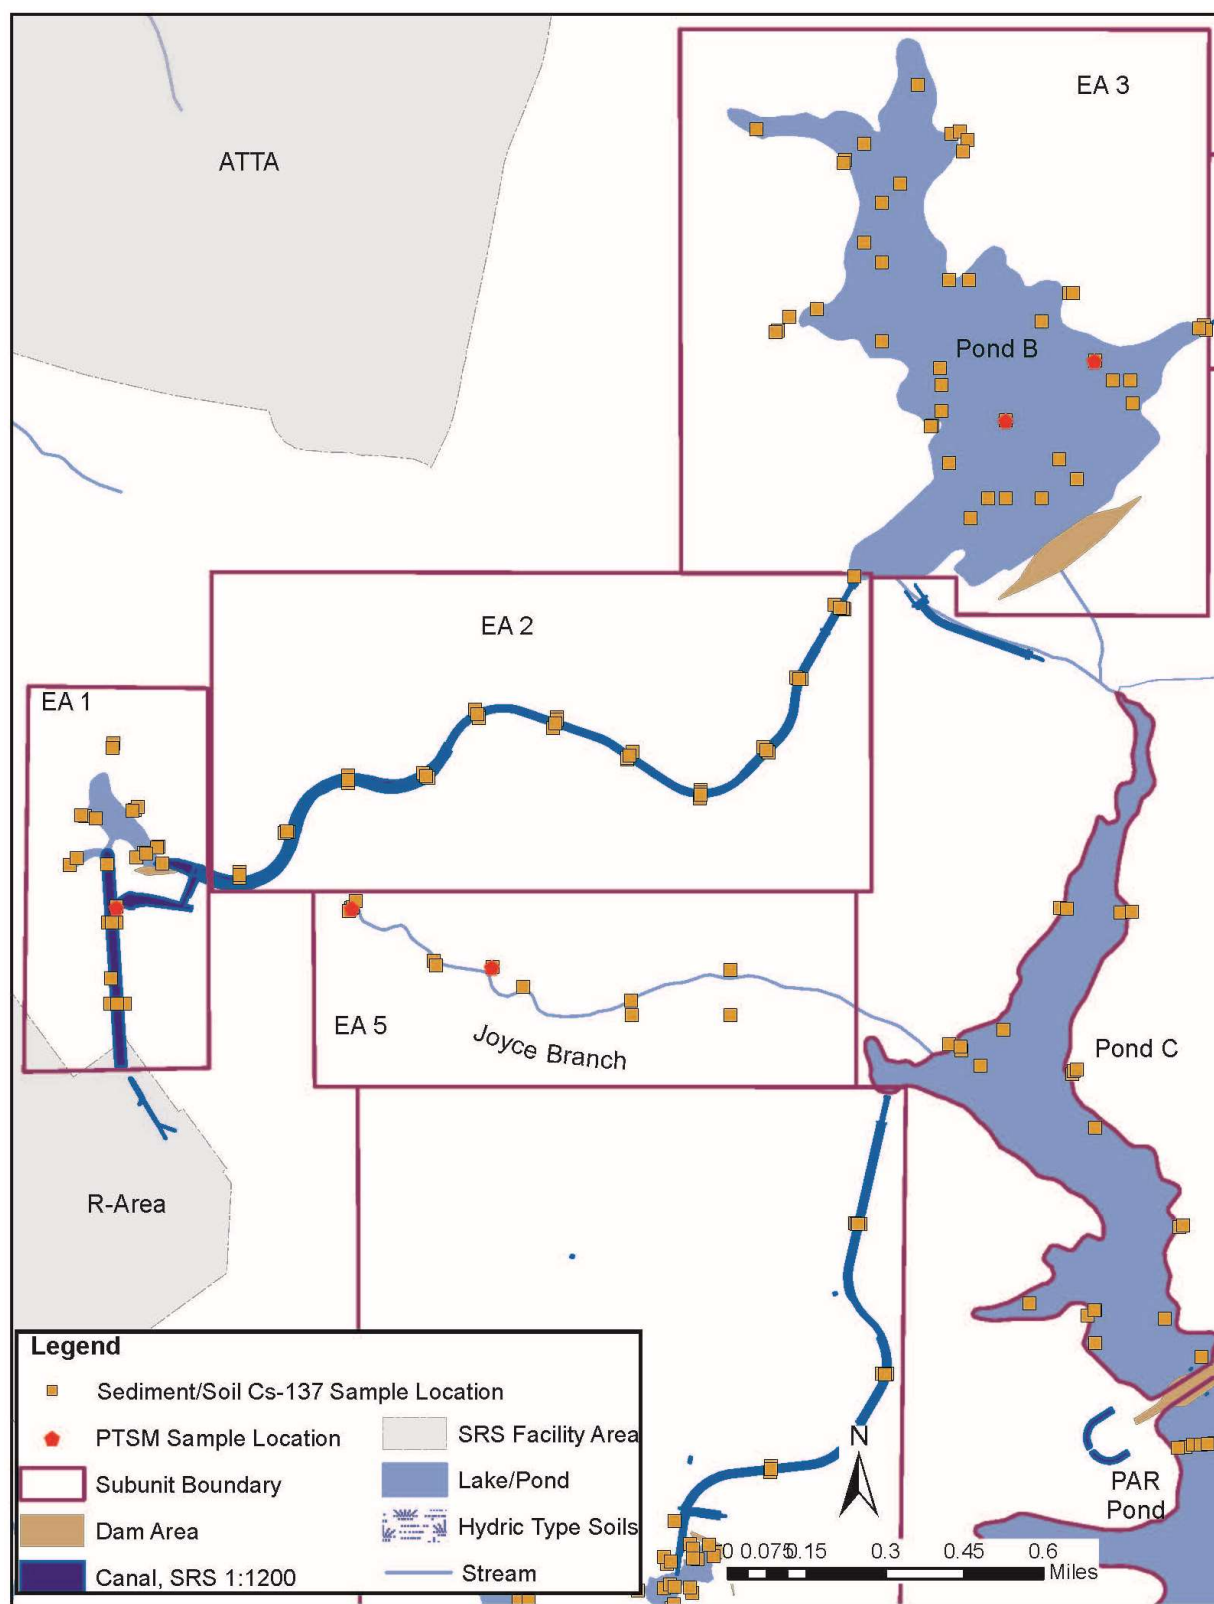 EA 3
ATTA
Pond B
EA 2
EA 1
EA 5
Joyce Branch
Pond C
R-Area
Legend
Sediment/Soil Cs-137 Sample Location
PTSM Sample Location
Subunit Boundary
Dam Area
Canal, SRS 1:1200
SRS Facility Area
Lake/Pond
Hydric Type Soils
Stream
N
PAR
Pond
0 0.075 0.15 0.3 0.45 0.6
Miles